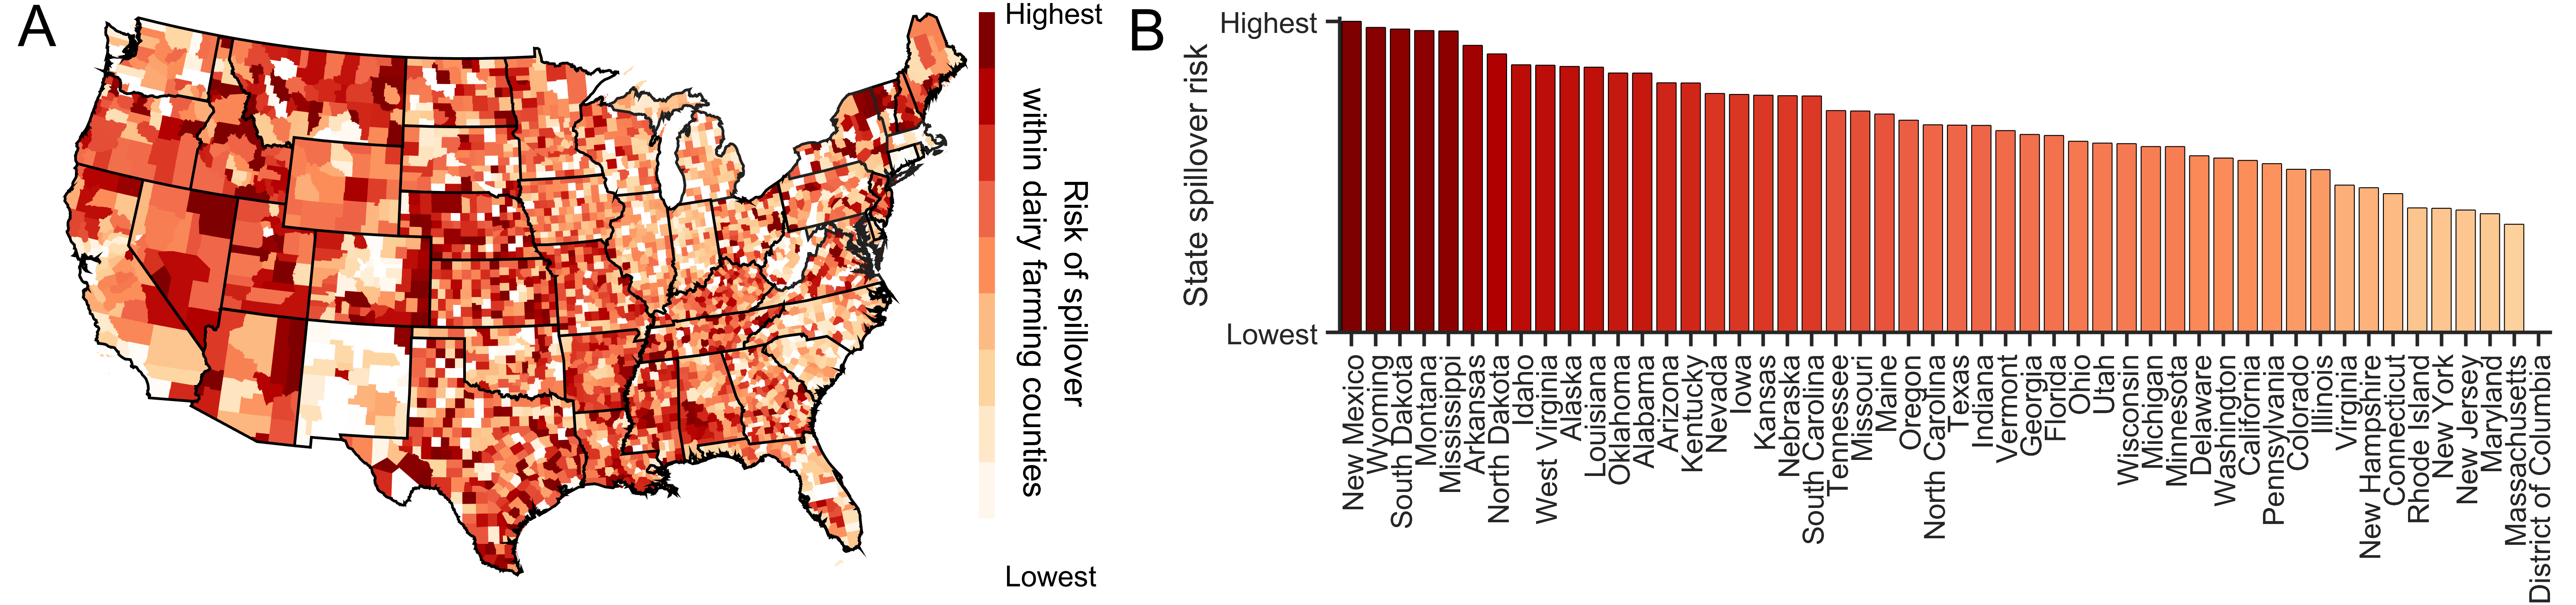 A
Highest
Risk of spillover
within dairy farming counties
Lowest
B
Highest
State spillover risk
Lowest
New Mexico
Wyoming
South Dakota
Montana
Mississippi
Arkansas
North Dakota
Idaho
West Virginia
Alaska
Louisiana
Oklahoma
Alabama
Arizona
Kentucky
Nevada
Iowa
Kansas
Nebraska
South Carolina
Tennessee
Missouri
Maine
Oregon
North Carolina
Texas
Indiana
Vermont
Georgia
Florida
Ohio
Utah
Wisconsin
Michigan
Minnesota
Delaware
Washington
California
Pennsylvania
Colorado
Illinois
Virginia
New Hampshire
Connecticut
Rhode Island
New York
New Jersey
Maryland
Massachusetts
District of Columbia